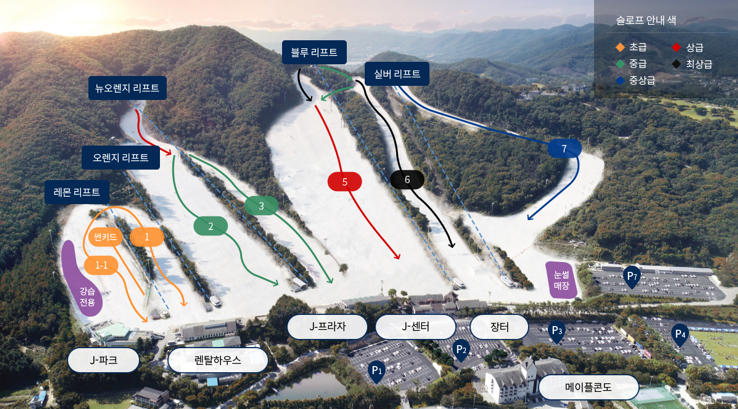 슬로프 안내 색
초급
상급
중급
최상급
중상급
블루 리프트
실버 리프트
뉴오렌지 리프트
오렌지 리프트
레몬 리프트
7
5
6
3
2
썬키드
1
1-1
강습
전용
눈썰
매장
P7
J-프라자
J-센터
장터
P3
P4
P2
P1
J-파크
렌탈하우스
메이플콘도